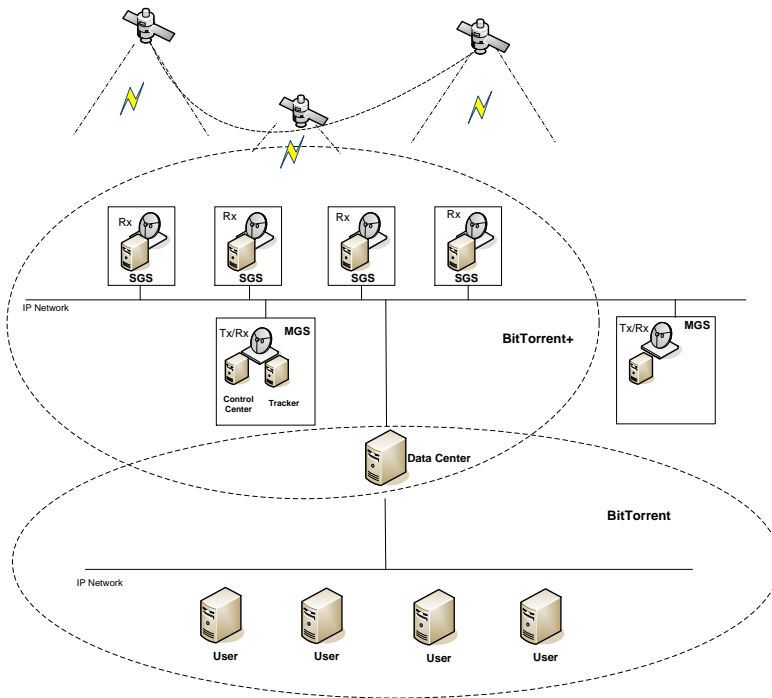 Rx
Rx
Rx
Rx
SGS
SGS
SGS
SGS
IP Network
Tx/Rx
MGS
BitTorrent+
Tx/Rx
MGS
Control
Center
Tracker
Data Center
BitTorrent
IP Network
User
User
User
User